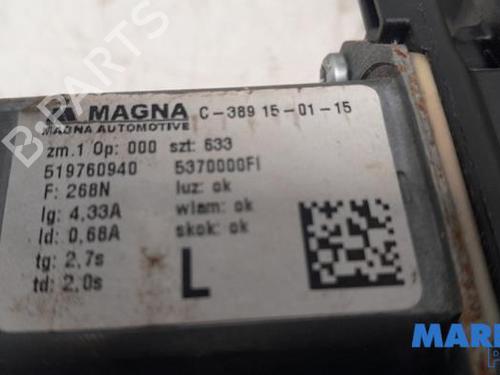 MAGNA C-389 15-01-15
MAGNA AUTOMOTIVE
zm.1 Op: 000 szt: 633
519760940 5370000FI
F: 268N luz: ok
Ig: 4,33A wlam: ok
Id: 0,68A skok: ok
tg: 2,7s
td: 2,0s
L
B-PARTS